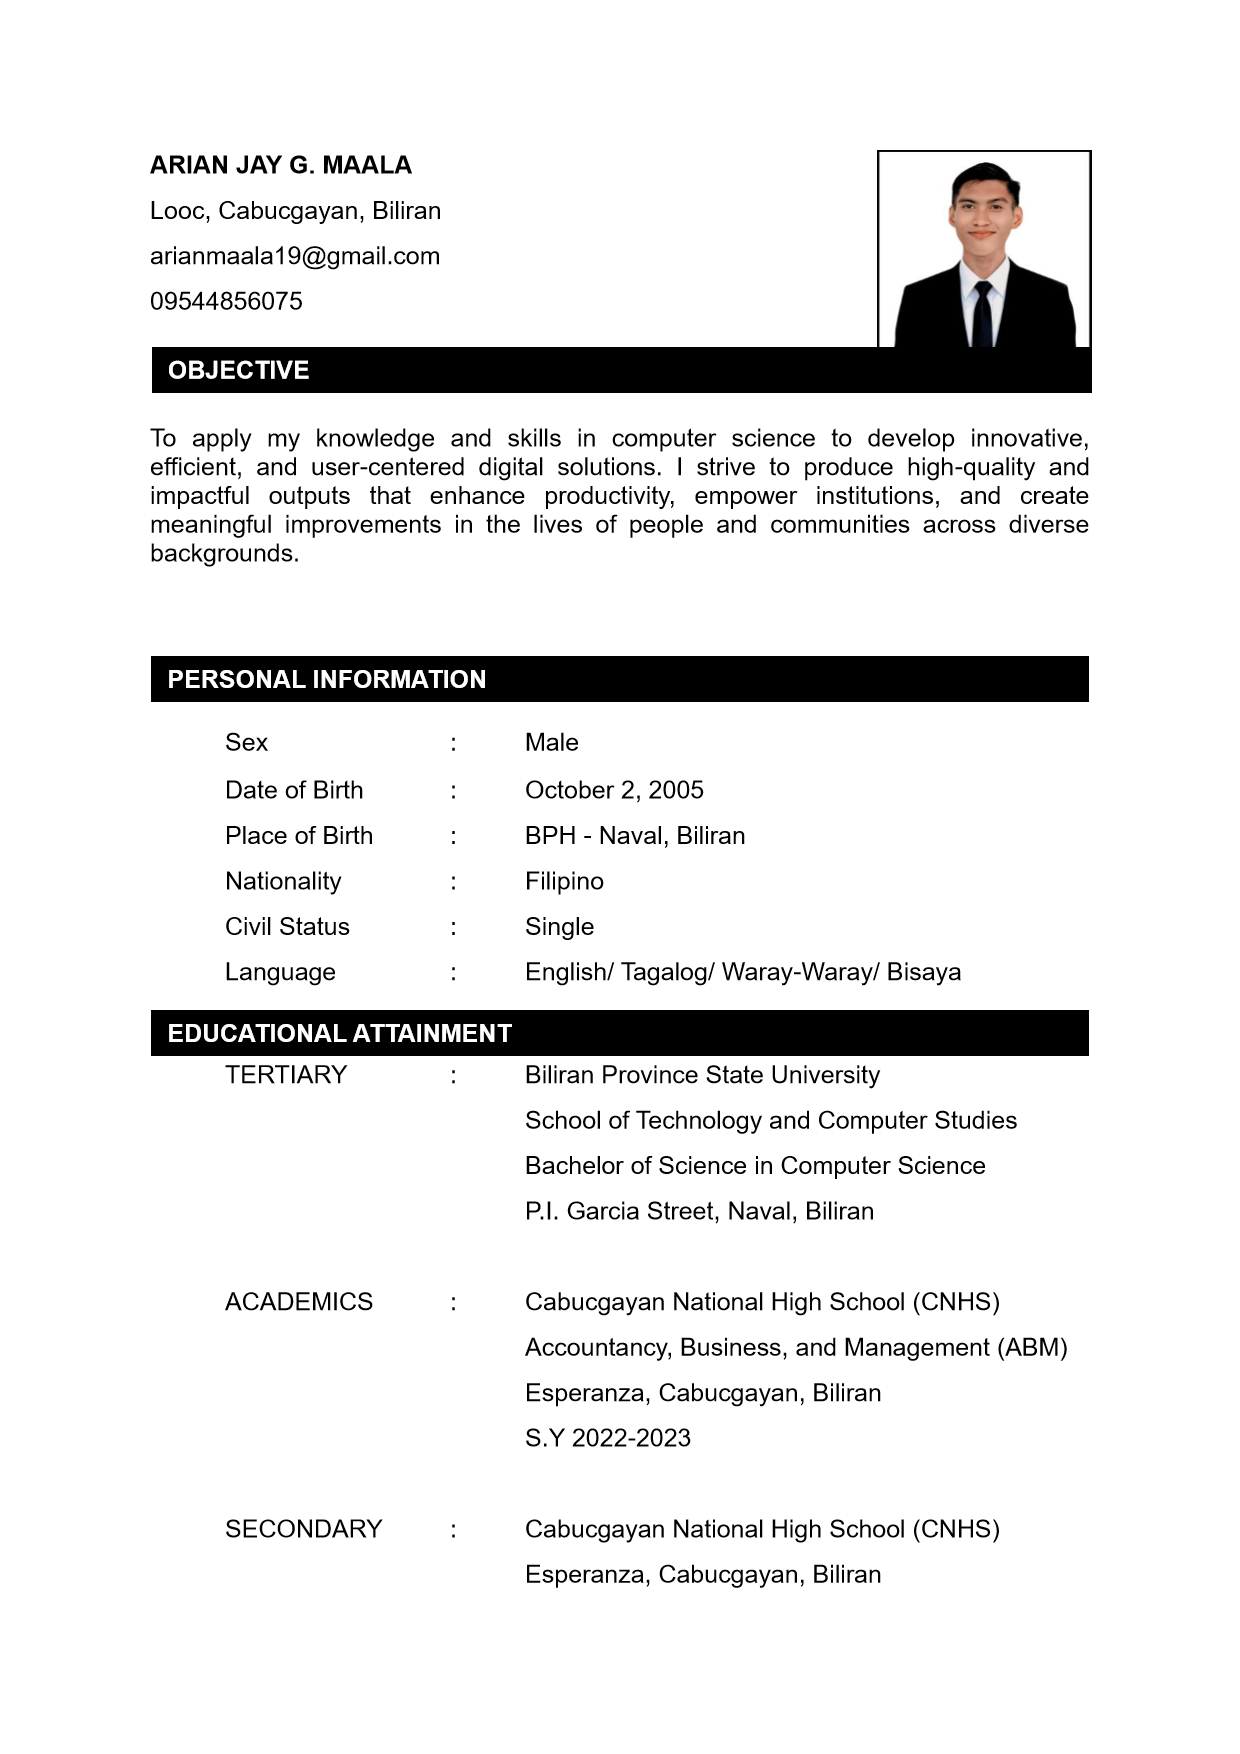 ARIAN JAY G. MAALA
Looc, Cabucgayan, Biliran
arianmaala19@gmail.com
09544856075
OBJECTIVE
To apply my knowledge and skills in computer science to develop innovative,
efficient, and user-centered digital solutions. I strive to produce high-quality and
impactful outputs that enhance productivity, empower institutions, and create
meaningful improvements in the lives of people and communities across diverse
backgrounds.
PERSONAL INFORMATION
Sex : Male
Date of Birth : October 2, 2005
Place of Birth : BPH - Naval, Biliran
Nationality : Filipino
Civil Status : Single
Language : English/ Tagalog/ Waray-Waray/ Bisaya
EDUCATIONAL ATTAINMENT
TERTIARY : Biliran Province State University
School of Technology and Computer Studies
Bachelor of Science in Computer Science
P.I. Garcia Street, Naval, Biliran
ACADEMICS : Cabucgayan National High School (CNHS)
Accountancy, Business, and Management (ABM)
Esperanza, Cabucgayan, Biliran
S.Y 2022-2023
SECONDARY : Cabucgayan National High School (CNHS)
Esperanza, Cabucgayan, Biliran